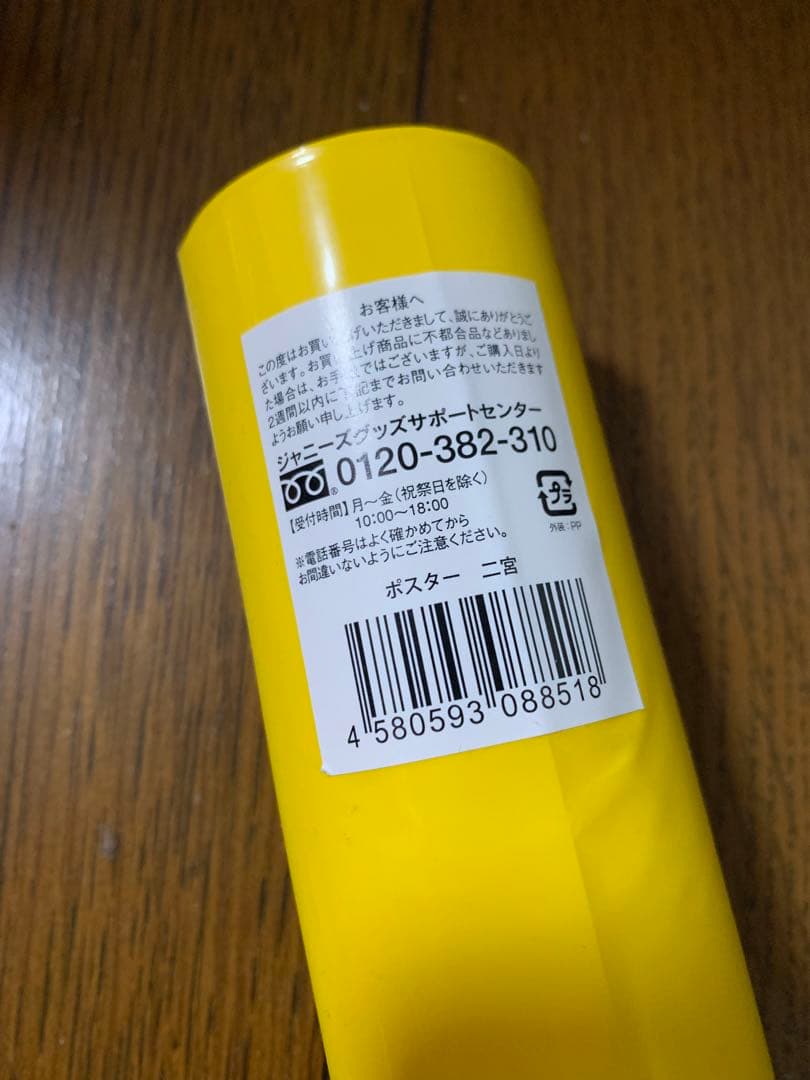 お客様へ
この度はお買い上げいただきまして、誠にありがとうご
ざいます。お買い上げ商品に不都合品などありまし
た場合は、お手数ではございますが、ご購入日より
2週間以内に下記までお問い合わせいただきます
ようお願い申し上げます。
ジャニーズグッズサポートセンター
0120-382-310
【受付時間】月～金(祝祭日を除く)
10:00～18:00
※電話番号はよく確かめてから
お間違いないようにご注意ください。
プラ
外装:PP
ポスター 二宮
4 580593 088518